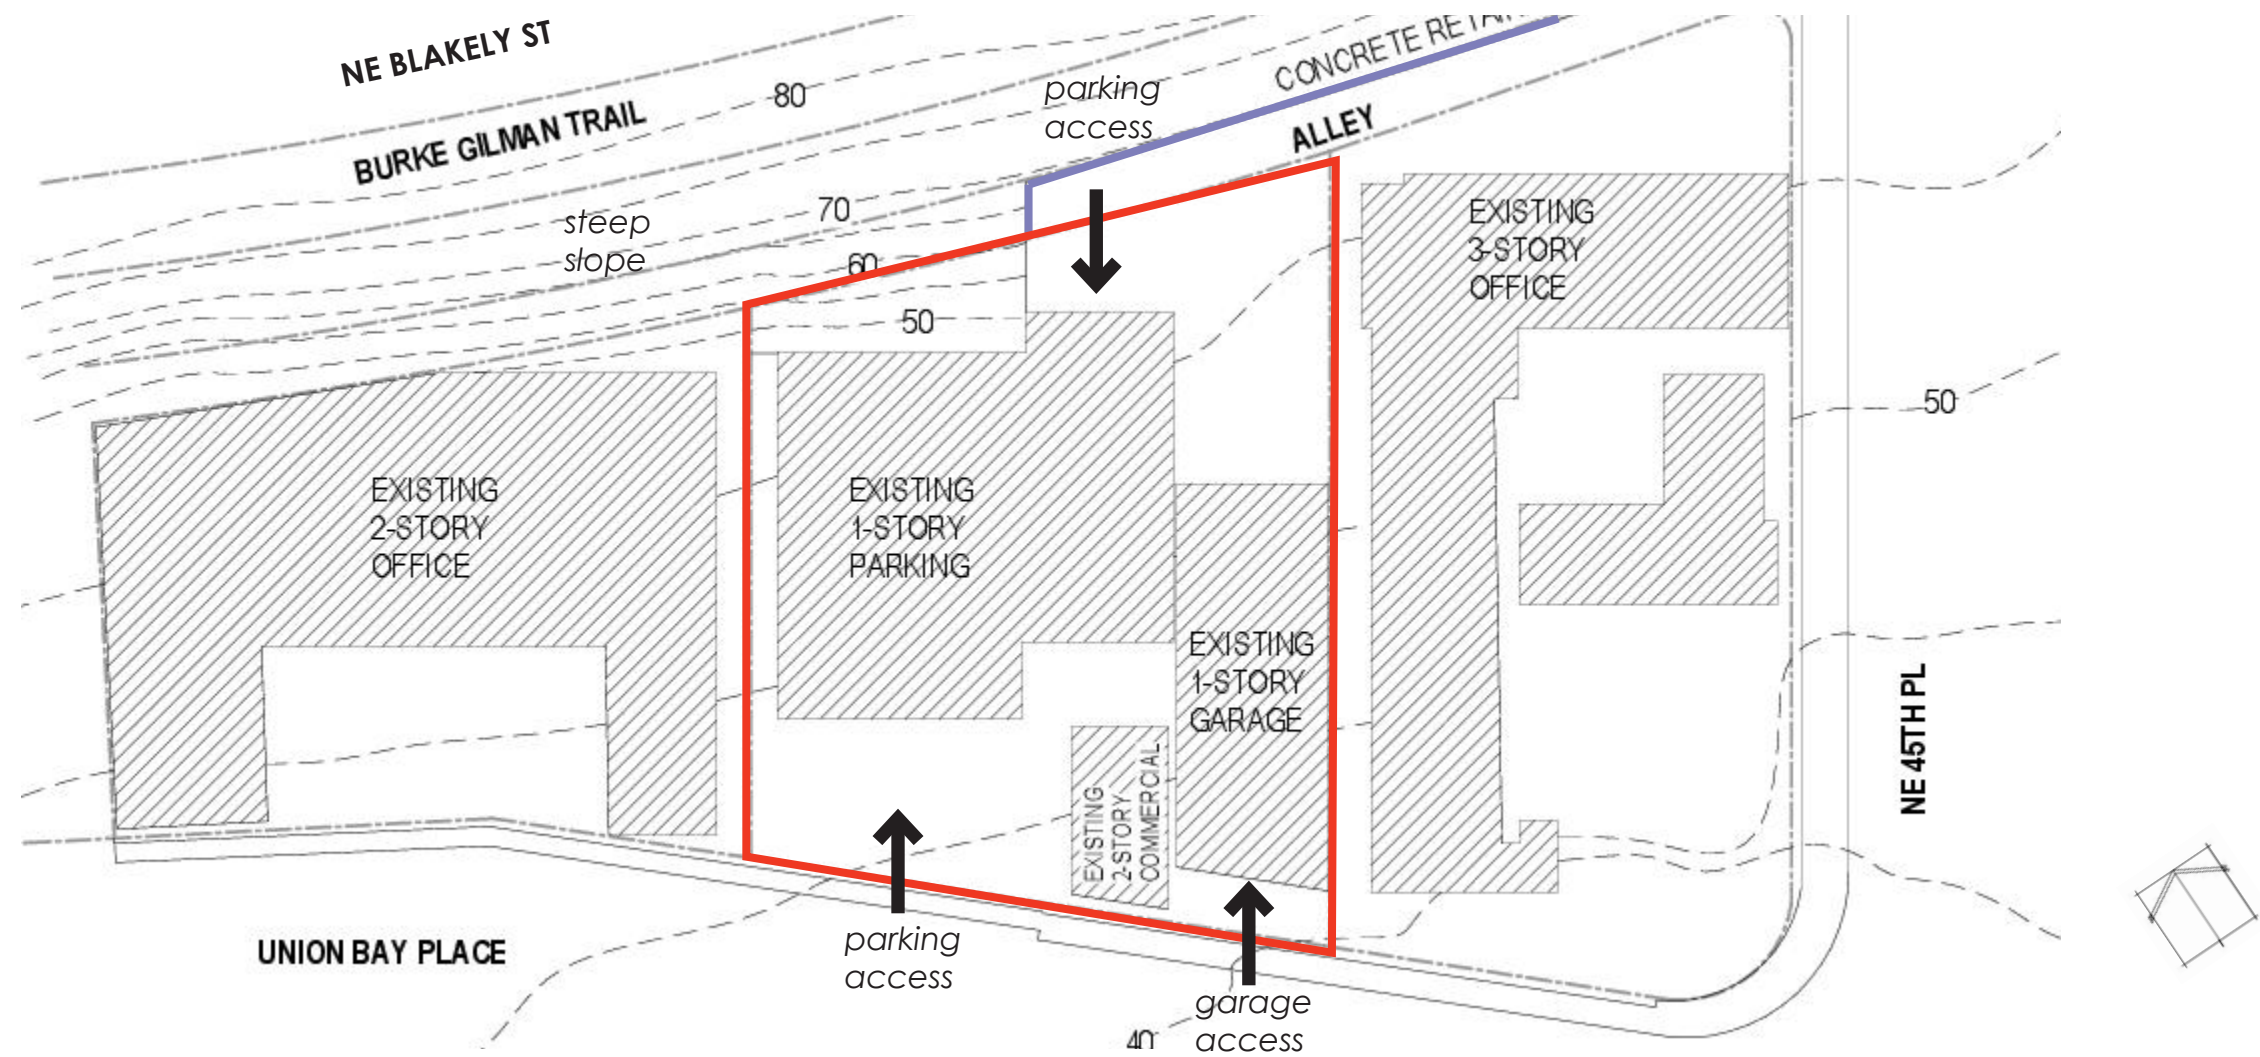 NE BLAKELY ST
BURKE GILMAN TRAIL
80
parking
access
CONCRETE
ALLEY
steep
slope
70
60
50
EXISTING
3-STORY
OFFICE
50
EXISTING
2-STORY
OFFICE
EXISTING
1-STORY
PARKING
EXISTING
1-STORY
GARAGE
EXISTING
2-STORY
COMMERCIAL
NE 45TH PL
UNION BAY PLACE
parking
access
garage
access
40